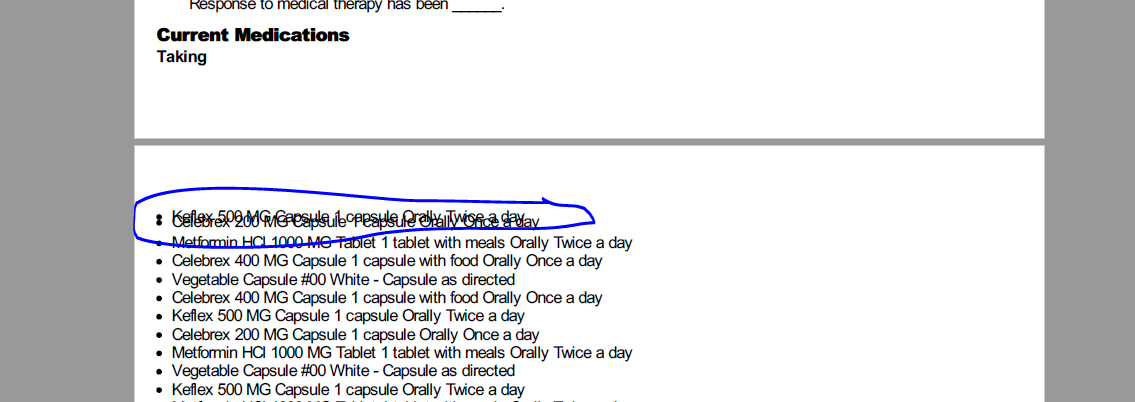 Response to medical therapy has been ______.
Current Medications
Taking
• Keflex 500 MG Capsule 1 capsule Orally Twice a day
• Celebrex 200 MG Capsule 1 capsule Orally Once a day
• Metformin HCl 1000 MG Tablet 1 tablet with meals Orally Twice a day
• Celebrex 400 MG Capsule 1 capsule with food Orally Once a day
• Vegetable Capsule #00 White - Capsule as directed
• Celebrex 400 MG Capsule 1 capsule with food Orally Once a day
• Keflex 500 MG Capsule 1 capsule Orally Twice a day
• Celebrex 200 MG Capsule 1 capsule Orally Once a day
• Metformin HCl 1000 MG Tablet 1 tablet with meals Orally Twice a day
• Vegetable Capsule #00 White - Capsule as directed
• Keflex 500 MG Capsule 1 capsule Orally Twice a day